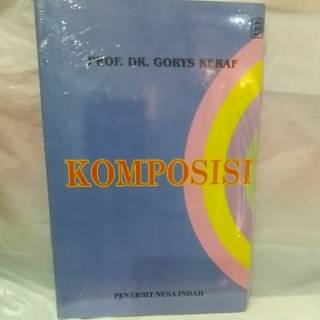 PROF. DR. GORYS KERAF
KOMPOSISI
PENERBIT NUSA INDAH